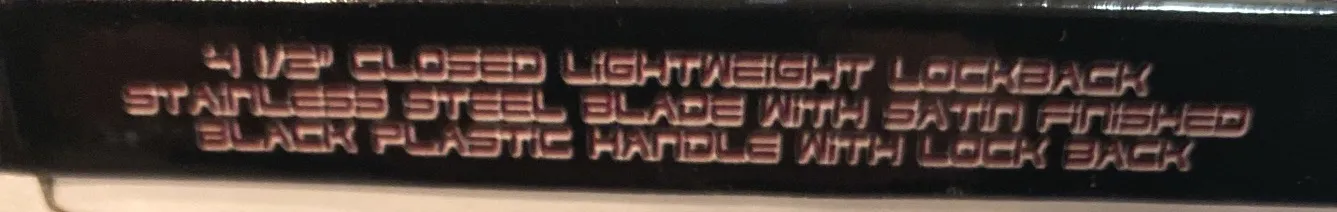 4 1/2" CLOSED LIGHTWEIGHT LOCKBACK
STAINLESS STEEL BLADE WITH SATIN FINISHED
BLACK PLASTIC HANDLE WITH LOCK BACK